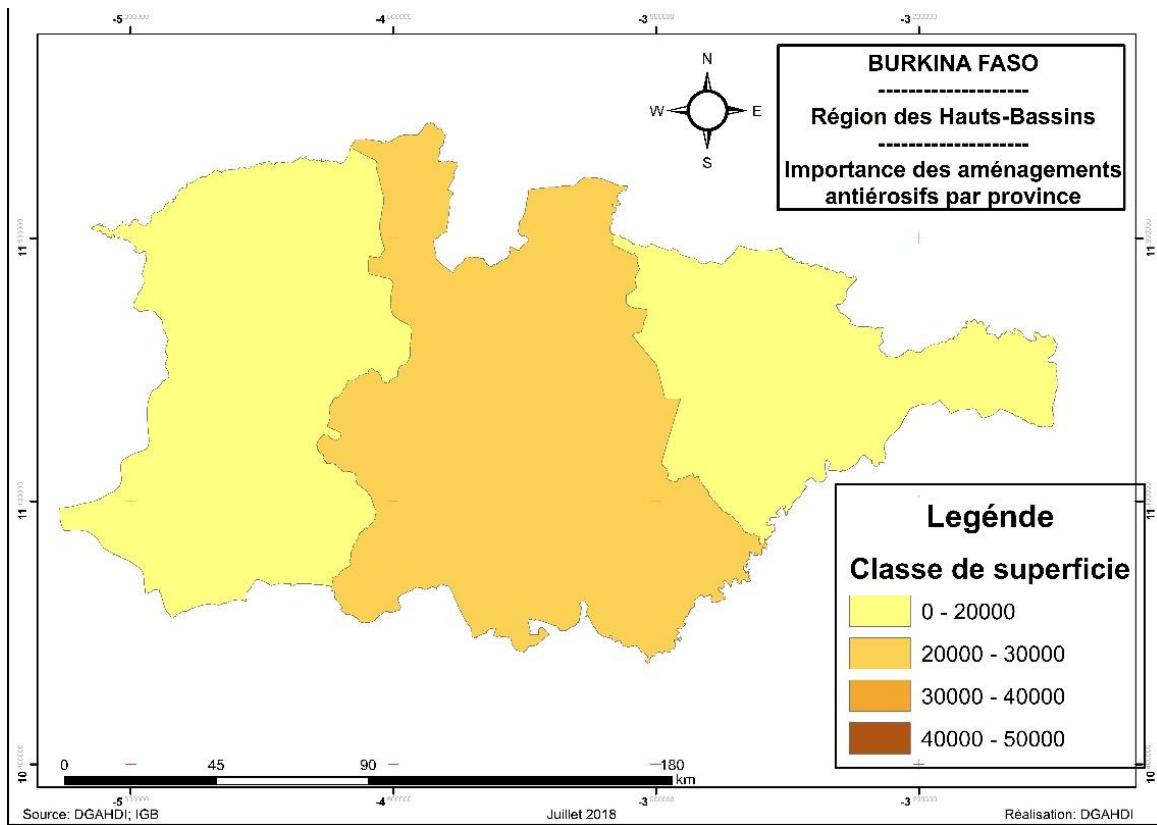 -5
-4
-3
-3
BURKINA FASO
---------------------
Région des Hauts-Bassins
---------------------
Importance des aménagements
antiérosifs par province
N
W
E
S
11
11
11
11
10
10
Legénde
Classe de superficie
0 - 20000
20000 - 30000
30000 - 40000
40000 - 50000
0
45
90
180
km
-5
-4
-3
-3
Source: DGAHDI; IGB
Juillet 2018
Réalisation: DGAHDI